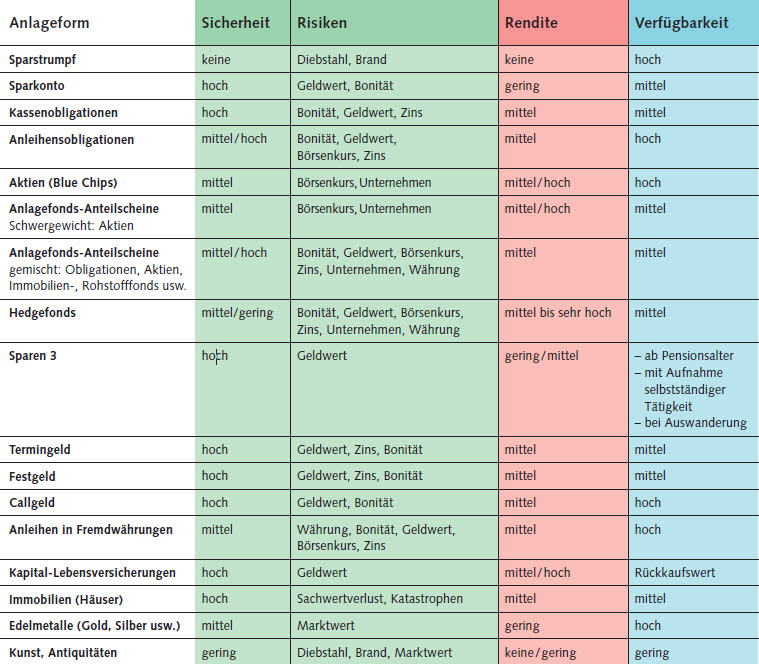 Anlageform Sicherheit Risiken Rendite Verfügbarkeit
Sparstrumpf keine Diebstahl, Brand keine hoch
Sparkonto hoch Geldwert, Bonität gering mittel
Kassenobligationen hoch Bonität, Geldwert, Zins mittel mittel
Anleihensobligationen mittel/hoch Bonität, Geldwert, mittel hoch
Börsenkurs, Zins
Aktien (Blue Chips) mittel Börsenkurs, Unternehmen mittel/hoch hoch
Anlagefonds-Anteilscheine mittel Börsenkurs, Unternehmen mittel/hoch mittel
Schwergewicht: Aktien
Anlagefonds-Anteilscheine mittel/hoch Bonität, Geldwert, Börsenkurs, mittel mittel
gemischt: Obligationen, Aktien, Zins, Unternehmen, Währung
Immobilien-, Rohstofffonds usw.
Hedgefonds mittel/gering Bonität, Geldwert, Börsenkurs, mittel bis sehr hoch mittel
Zins, Unternehmen, Währung
Sparen 3 hoch Geldwert gering/mittel – ab Pensionsalter
– mit Aufnahme
selbstständiger
Tätigkeit
– bei Auswanderung
Termingeld hoch Geldwert, Zins, Bonität mittel mittel
Festgeld hoch Geldwert, Zins, Bonität mittel mittel
Callgeld hoch Geldwert, Bonität mittel hoch
Anleihen in Fremdwährungen mittel Währung, Bonität, Geldwert, mittel hoch
Börsenkurs, Zins
Kapital-Lebensversicherungen hoch Geldwert mittel/hoch Rückkaufswert
Immobilien (Häuser) hoch Sachwertverlust, Katastrophen mittel mittel
Edelmetalle (Gold, Silber usw.) mittel Marktwert gering hoch
Kunst, Antiquitäten gering Diebstahl, Brand, Marktwert keine/gering gering